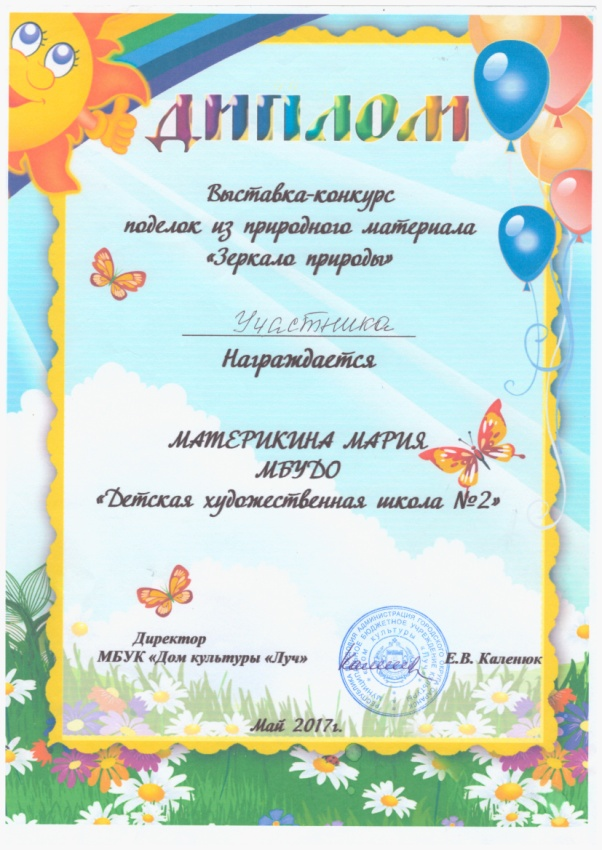 ДИПЛОМ
Выставка-конкурс
поделок из природного материала
«Зеркало природы»
Участника
Награждается
МАТЕРИКИНА МАРИЯ
МБУДО
«Детская художественная школа №2»
Директор
МБУК «Дом культуры «Луч» Е.В. Каленюк
Май 2017г.